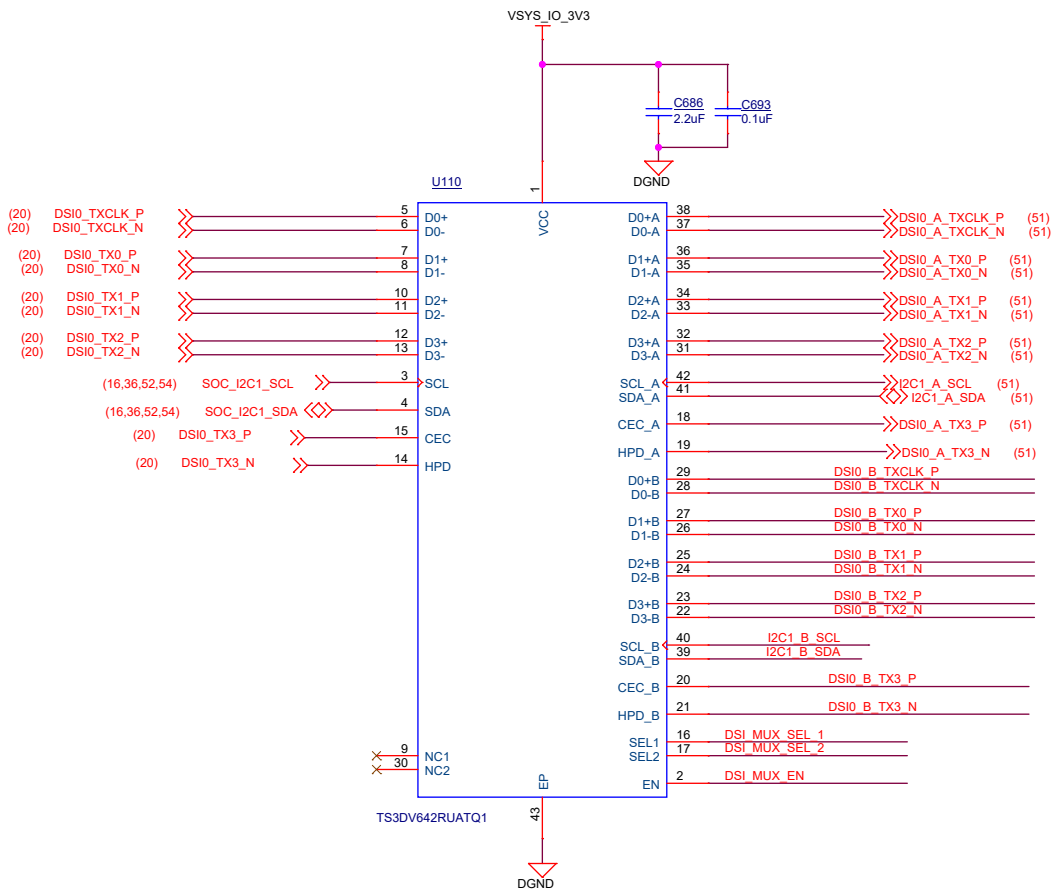 VSYS_IO_3V3
C686
2.2uF
C693
0.1uF
DGND
U110
1
VCC
(20) DSI0_TXCLK_P 5 D0+
(20) DSI0_TXCLK_N 6 D0-
(20) DSI0_TX0_P 7 D1+
(20) DSI0_TX0_N 8 D1-
(20) DSI0_TX1_P 10 D2+
(20) DSI0_TX1_N 11 D2-
(20) DSI0_TX2_P 12 D3+
(20) DSI0_TX2_N 13 D3-
(16,36,52,54) SOC_I2C1_SCL 3 SCL
(16,36,52,54) SOC_I2C1_SDA 4 SDA
(20) DSI0_TX3_P 15 CEC
(20) DSI0_TX3_N 14 HPD
9 NC1
30 NC2
D0+A 38 DSI0_A_TXCLK_P (51)
D0-A 37 DSI0_A_TXCLK_N (51)
D1+A 36 DSI0_A_TX0_P (51)
D1-A 35 DSI0_A_TX0_N (51)
D2+A 34 DSI0_A_TX1_P (51)
D2-A 33 DSI0_A_TX1_N (51)
D3+A 32 DSI0_A_TX2_P (51)
D3-A 31 DSI0_A_TX2_N (51)
SCL_A 42 I2C1_A_SCL (51)
SDA_A 41 I2C1_A_SDA (51)
CEC_A 18 DSI0_A_TX3_P (51)
HPD_A 19 DSI0_A_TX3_N (51)
D0+B 29 DSI0_B_TXCLK_P
D0-B 28 DSI0_B_TXCLK_N
D1+B 27 DSI0_B_TX0_P
D1-B 26 DSI0_B_TX0_N
D2+B 25 DSI0_B_TX1_P
D2-B 24 DSI0_B_TX1_N
D3+B 23 DSI0_B_TX2_P
D3-B 22 DSI0_B_TX2_N
SCL_B 40 I2C1_B_SCL
SDA_B 39 I2C1_B_SDA
CEC_B 20 DSI0_B_TX3_P
HPD_B 21 DSI0_B_TX3_N
SEL1 16 DSI_MUX_SEL_1
SEL2 17 DSI_MUX_SEL_2
EN 2 DSI_MUX_EN
EP
43
TS3DV642RUATQ1
DGND